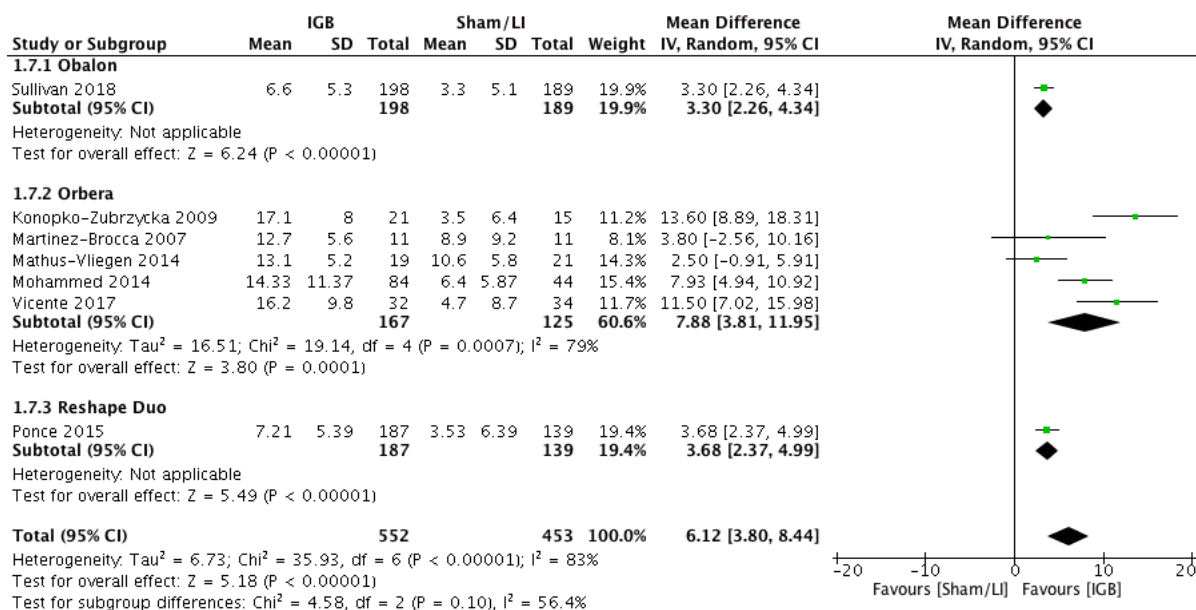 IGB Sham/LI Mean Difference Mean Difference
Study or Subgroup Mean SD Total Mean SD Total Weight IV, Random, 95% CI IV, Random, 95% CI
1.7.1 Obalon
Sullivan 2018 6.6 5.3 198 3.3 5.1 189 19.9% 3.30 [2.26, 4.34]
Subtotal (95% CI) 198 189 19.9% 3.30 [2.26, 4.34]
Heterogeneity: Not applicable
Test for overall effect: Z = 6.24 (P < 0.00001)
1.7.2 Orbera
Konopko-Zubrzycka 2009 17.1 8 21 3.5 6.4 15 11.2% 13.60 [8.89, 18.31]
Martinez-Brocca 2007 12.7 5.6 11 8.9 9.2 11 8.1% 3.80 [-2.56, 10.16]
Mathus-Vliegen 2014 13.1 5.2 19 10.6 5.8 21 14.3% 2.50 [-0.91, 5.91]
Mohammed 2014 14.33 11.37 84 6.4 5.87 44 15.4% 7.93 [4.94, 10.92]
Vicente 2017 16.2 9.8 32 4.7 8.7 34 11.7% 11.50 [7.02, 15.98]
Subtotal (95% CI) 167 125 60.6% 7.88 [3.81, 11.95]
Heterogeneity: Tau² = 16.51; Chi² = 19.14, df = 4 (P = 0.0007); I² = 79%
Test for overall effect: Z = 3.80 (P = 0.0001)
1.7.3 Reshape Duo
Ponce 2015 7.21 5.39 187 3.53 6.39 139 19.4% 3.68 [2.37, 4.99]
Subtotal (95% CI) 187 139 19.4% 3.68 [2.37, 4.99]
Heterogeneity: Not applicable
Test for overall effect: Z = 5.49 (P < 0.00001)
Total (95% CI) 552 453 100.0% 6.12 [3.80, 8.44]
Heterogeneity: Tau² = 6.73; Chi² = 35.93, df = 6 (P < 0.00001); I² = 83%
Test for overall effect: Z = 5.18 (P < 0.00001)
Test for subgroup differences: Chi² = 4.58, df = 2 (P = 0.10), I² = 56.4%
-20 -10 0 10 20
Favours [Sham/LI] Favours [IGB]